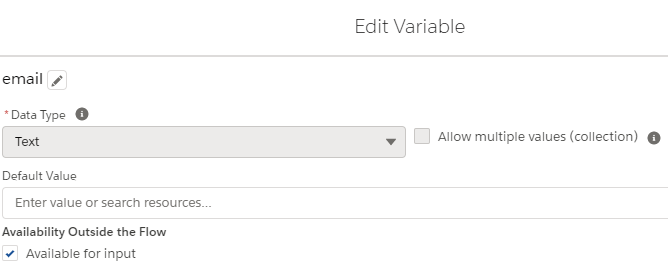 Edit Variable
email
* Data Type
Text
Allow multiple values (collection)
Default Value
Enter value or search resources...
Availability Outside the Flow
Available for input